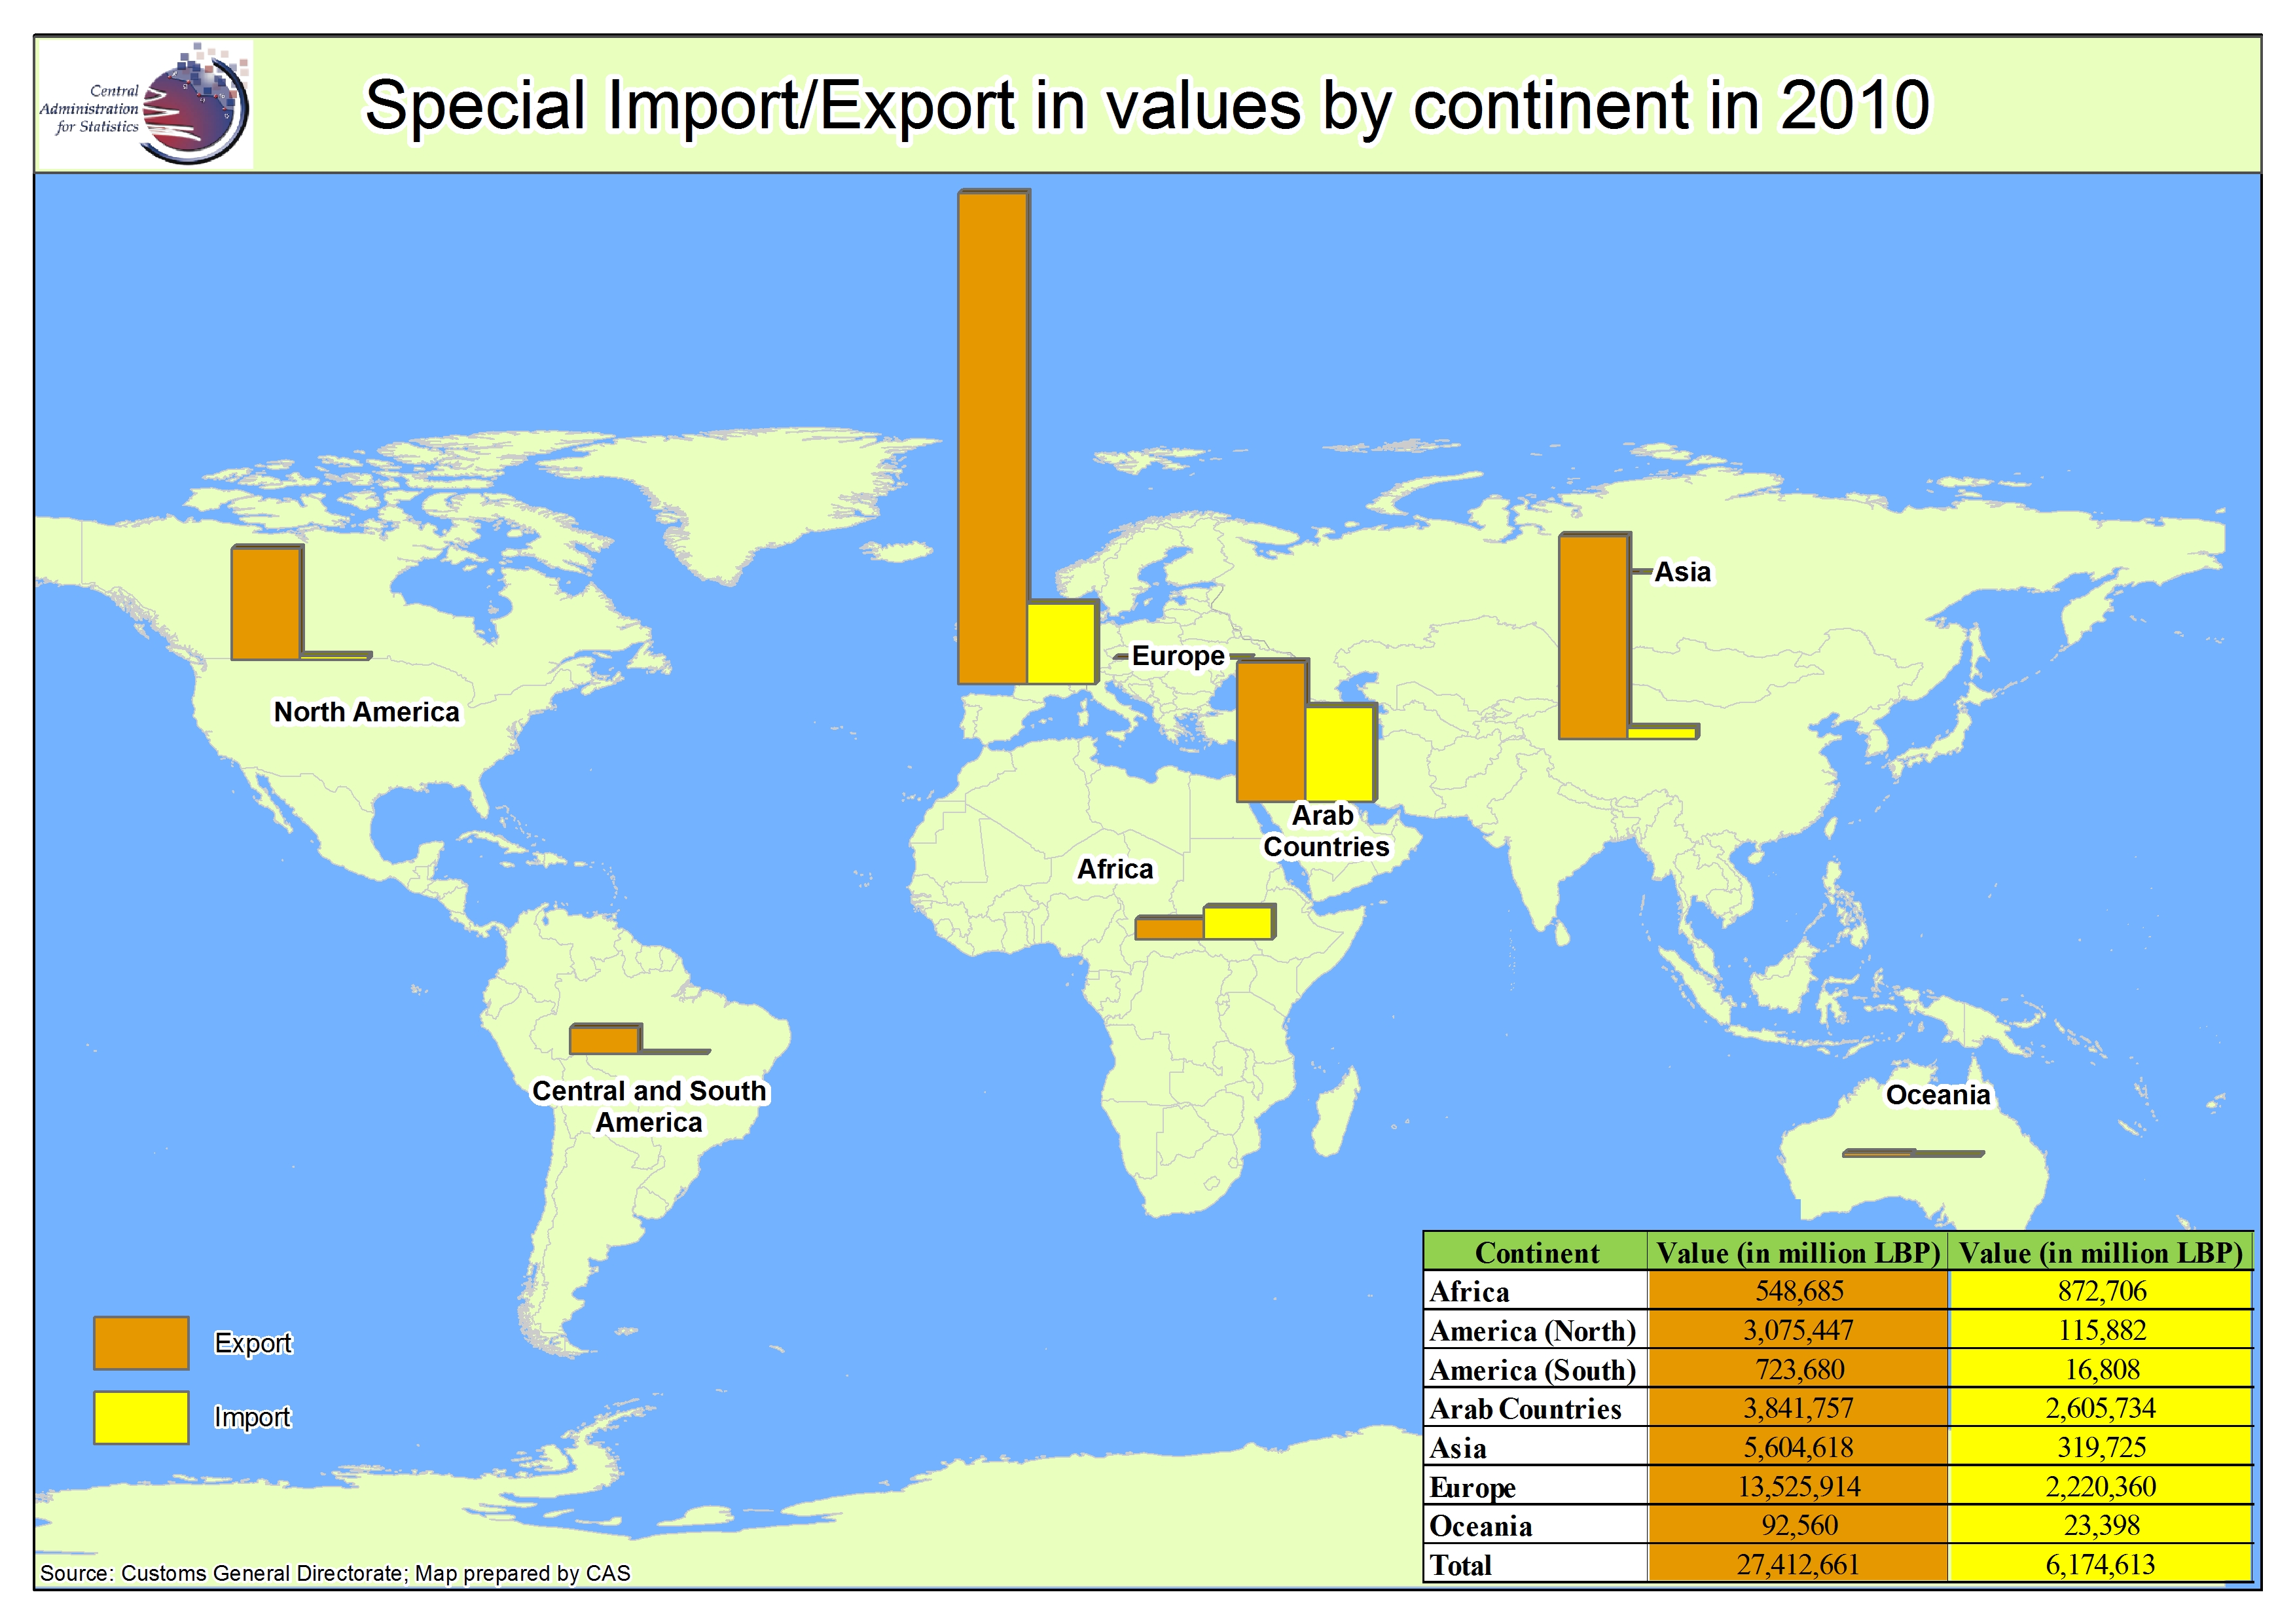 Central
Administration
for Statistics
Special Import/Export in values by continent in 2010
Asia
Europe
North America
Arab
Countries
Africa
Central and South
America
Oceania
Export
Import
Continent Value (in million LBP) Value (in million LBP)
Africa 548,685 872,706
America (North) 3,075,447 115,882
America (South) 723,680 16,808
Arab Countries 3,841,757 2,605,734
Asia 5,604,618 319,725
Europe 13,525,914 2,220,360
Oceania 92,560 23,398
Total 27,412,661 6,174,613
Source: Customs General Directorate; Map prepared by CAS